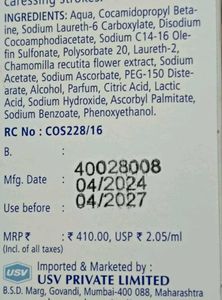 Caressing Strokes.
INGREDIENTS: Aqua, Cocamidopropyl Beta-
ine, Sodium Laureth-6 Carboxylate, Disodium
Cocoamphodiacetate, Sodium C14-16 Ole-
fin Sulfonate, Polysorbate 20, Laureth-2,
Chamomilla recutita flower extract, Sodium
Acetate, Sodium Ascorbate, PEG-150 Diste-
arate, Alcohol, Parfum, Citric Acid, Lactic
Acid, Sodium Hydroxide, Ascorbyl Palmitate,
Sodium Benzoate, Phenoxyethanol.
RC No : COS228/16
B.
40028008
Mfg. Date : 04/2024
Use before : 04/2027
MRP ₹ : ₹ 410.00, USP ₹ 2.05/ml
(Incl. of all taxes)
USV Imported & Marketed by :
USV PRIVATE LIMITED
B.S.D. Marg, Govandi, Mumbai-400 088, Maharashtra